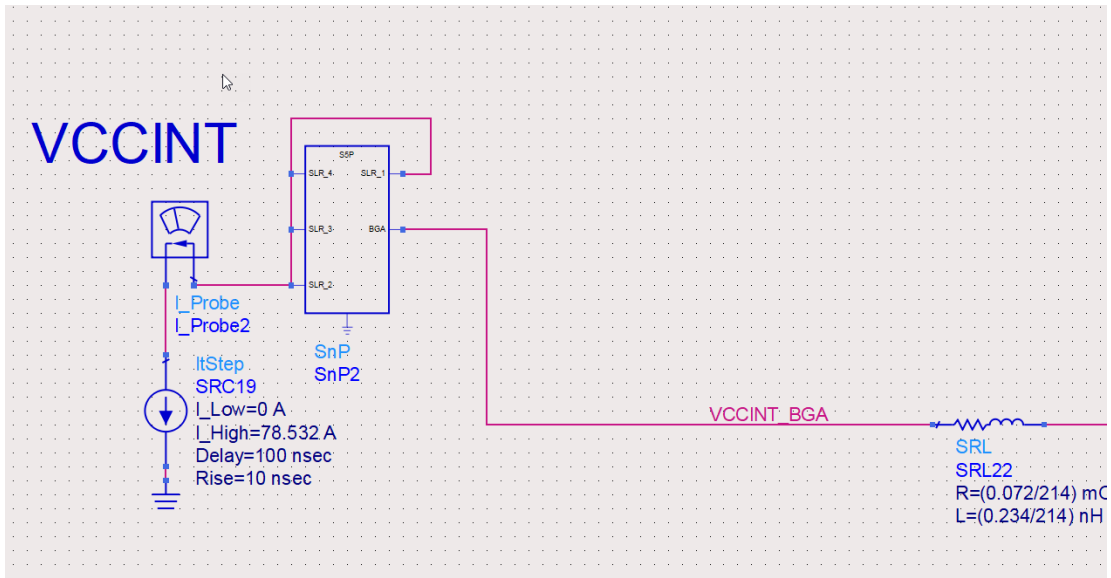 VCCINT
S5P
SLR_4
SLR_1
SLR_3
BGA
SLR_2
I_Probe
I_Probe2
SnP
SnP2
ItStep
SRC19
I_Low=0 A
I_High=78.532 A
Delay=100 nsec
Rise=10 nsec
VCCINT_BGA
SRL
SRL22
R=(0.072/214)
L=(0.234/214) nH